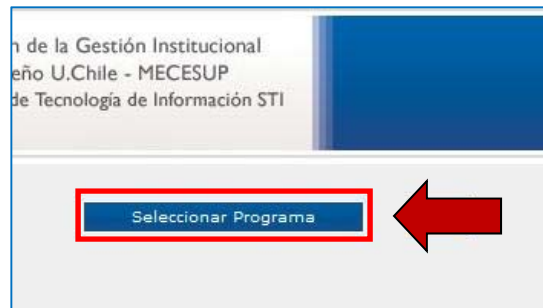 de la Gestión Institucional
eño U.Chile - MECESUP
de Tecnología de Información STI
Seleccionar Programa